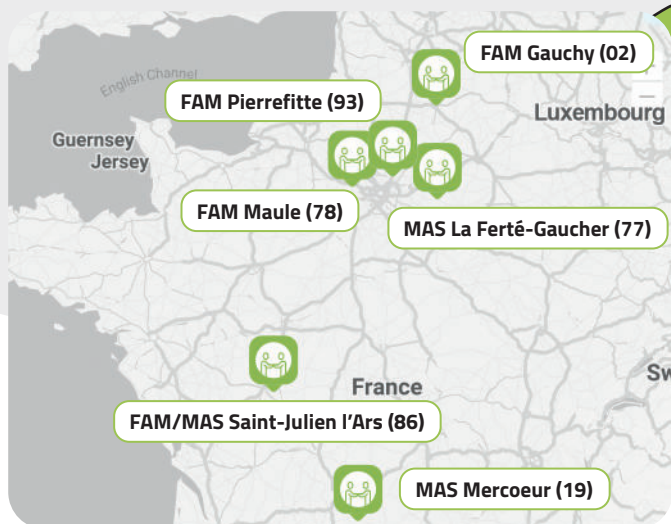 FAM Gauchy (02)
English Channel
FAM Pierrefitte (93)
Luxembourg
Guernsey
Jersey
FAM Maule (78)
MAS La Ferté-Gaucher (77)
Sw
France
FAM/MAS Saint-Julien l'Ars (86)
MAS Mercoeur (19)